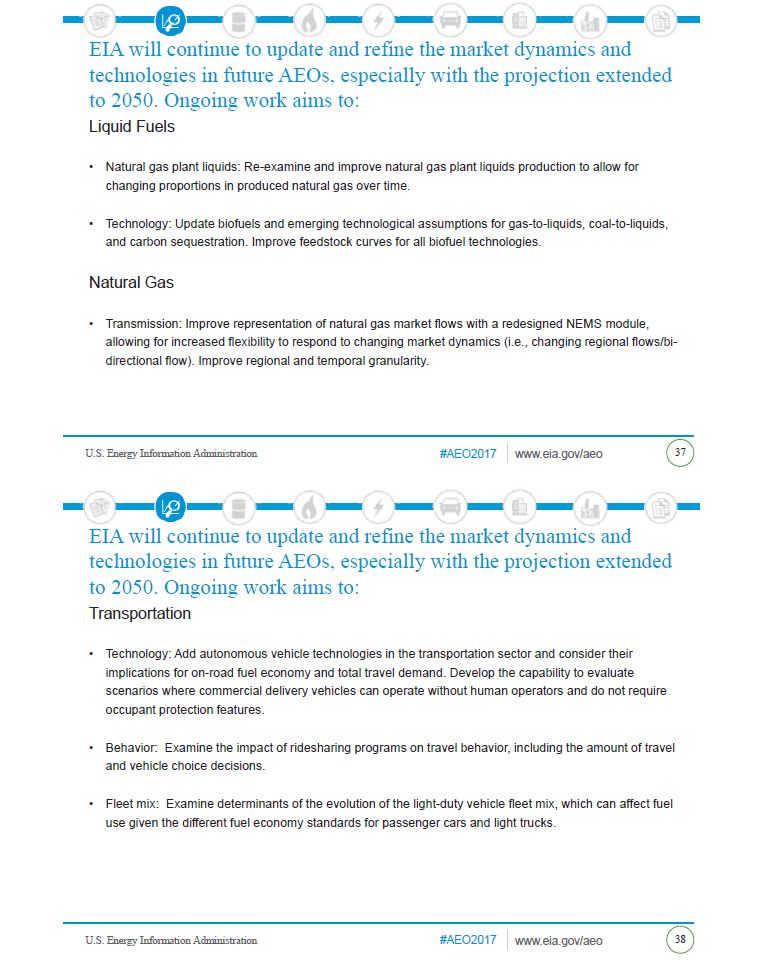 EIA will continue to update and refine the market dynamics and
technologies in future AEOs, especially with the projection extended
to 2050. Ongoing work aims to:
Liquid Fuels
• Natural gas plant liquids: Re-examine and improve natural gas plant liquids production to allow for
changing proportions in produced natural gas over time.
• Technology: Update biofuels and emerging technological assumptions for gas-to-liquids, coal-to-liquids,
and carbon sequestration. Improve feedstock curves for all biofuel technologies.
Natural Gas
• Transmission: Improve representation of natural gas market flows with a redesigned NEMS module,
allowing for increased flexibility to respond to changing market dynamics (i.e., changing regional flows/bi-
directional flow). Improve regional and temporal granularity.
U.S. Energy Information Administration #AEO2017 www.eia.gov/aeo 37
EIA will continue to update and refine the market dynamics and
technologies in future AEOs, especially with the projection extended
to 2050. Ongoing work aims to:
Transportation
• Technology: Add autonomous vehicle technologies in the transportation sector and consider their
implications for on-road fuel economy and total travel demand. Develop the capability to evaluate
scenarios where commercial delivery vehicles can operate without human operators and do not require
occupant protection features.
• Behavior: Examine the impact of ridesharing programs on travel behavior, including the amount of travel
and vehicle choice decisions.
• Fleet mix: Examine determinants of the evolution of the light-duty vehicle fleet mix, which can affect fuel
use given the different fuel economy standards for passenger cars and light trucks.
U.S. Energy Information Administration #AEO2017 www.eia.gov/aeo 38